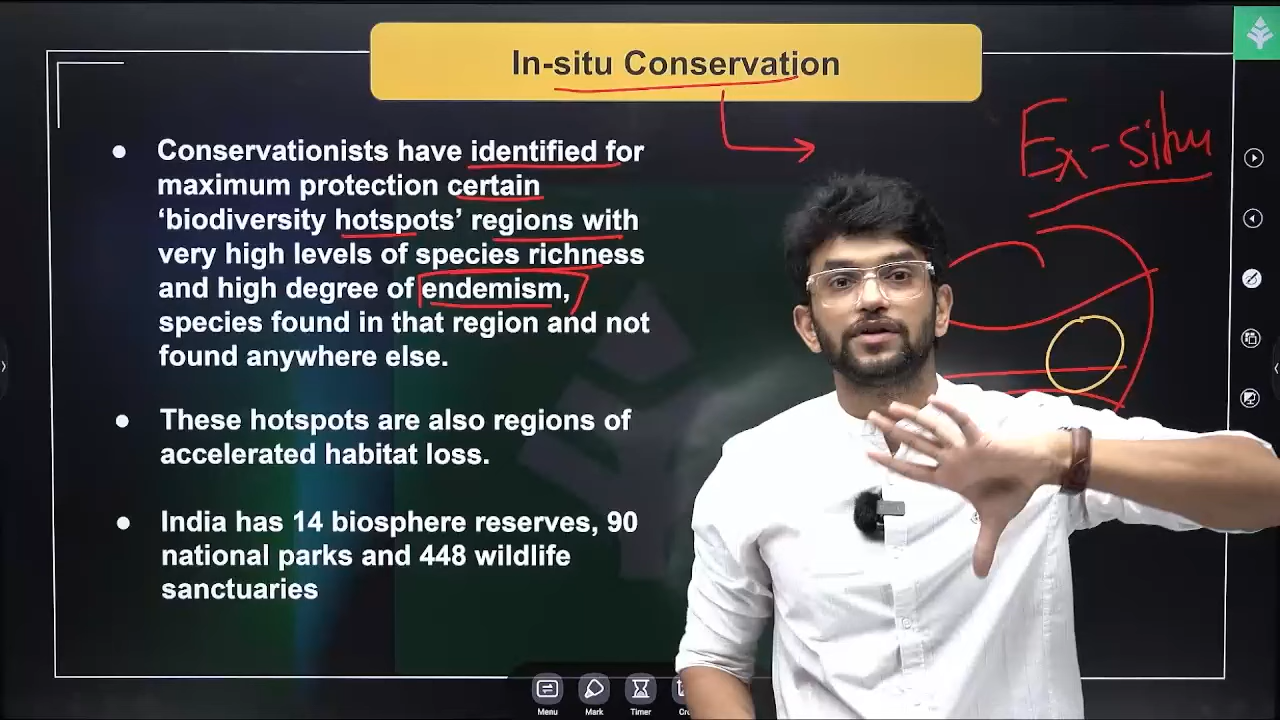 In-situ Conservation
Ex-situ
Conservationists have identified for
maximum protection certain
‘biodiversity hotspots’ regions with
very high levels of species richness
and high degree of endemism,
species found in that region and not
found anywhere else.
These hotspots are also regions of
accelerated habitat loss.
India has 14 biosphere reserves, 90
national parks and 448 wildlife
sanctuaries
Menu
Mark
Timer